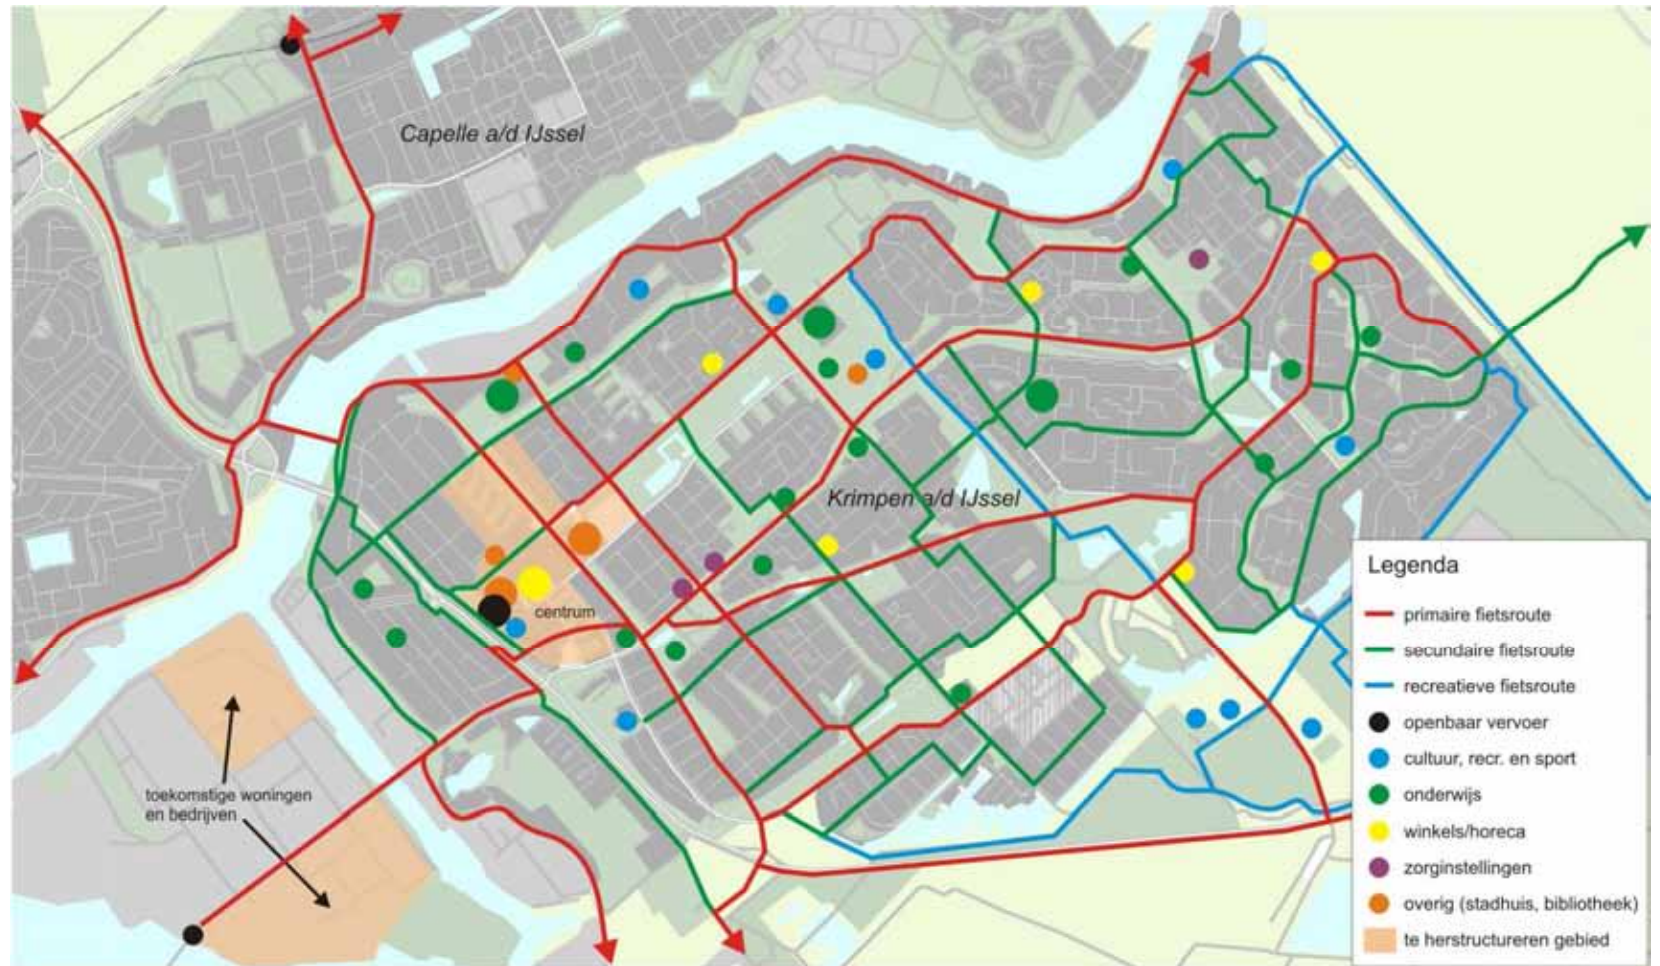 Capelle a/d IJssel
Krimpen a/d IJssel
centrum
toekomstige woningen
en bedrijven
Legenda
primaire fietsroute
secundaire fietsroute
recreatieve fietsroute
openbaar vervoer
cultuur, recr. en sport
onderwijs
winkels/horeca
zorginstellingen
overig (stadhuis, bibliotheek)
te herstructureren gebied